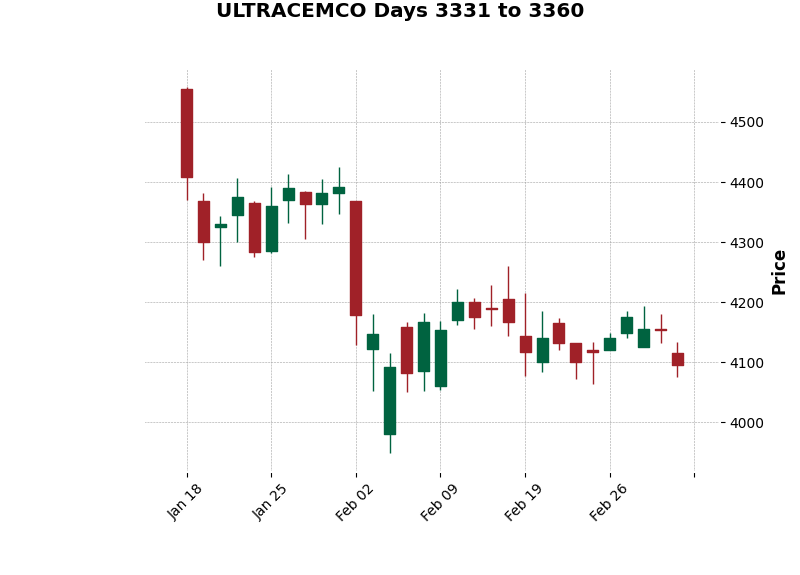 ULTRACEMCO Days 3331 to 3360
4500
4400
4300
4200
4100
4000
Price
Jan 18
Jan 25
Feb 02
Feb 09
Feb 19
Feb 26